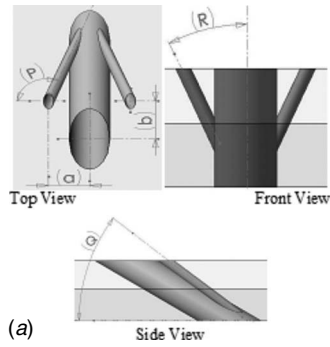 (R)
(P)
(b)
(a)
Top View
Front View
(Q)
(a)
Side View